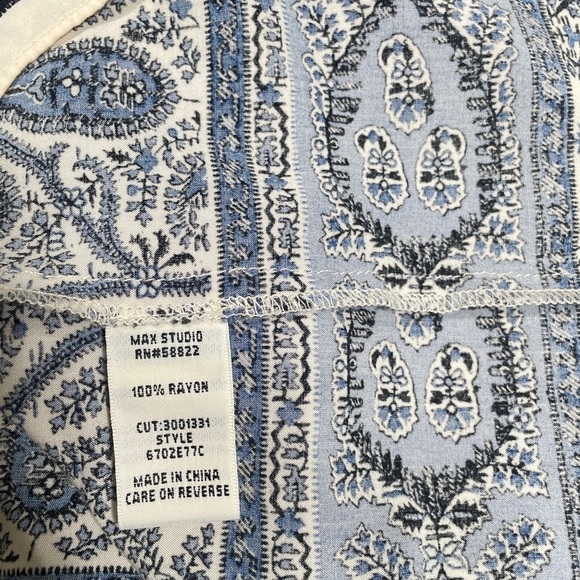 MAX STUDIO
RN#58822
100% RAYON
CUT:3001331
STYLE
6702E77C
MADE IN CHINA
CARE ON REVERSE